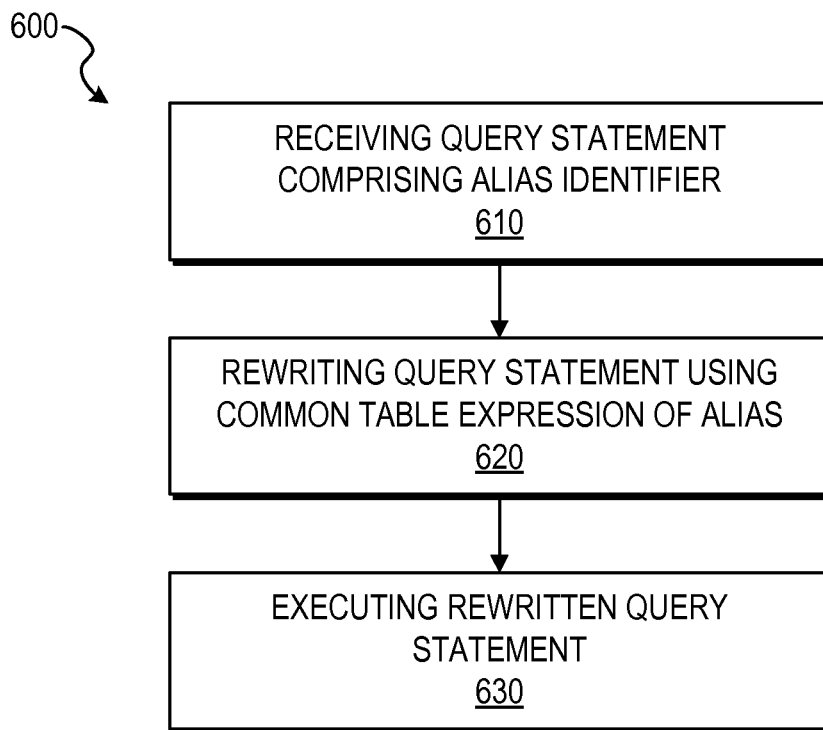 600
RECEIVING QUERY STATEMENT
COMPRISING ALIAS IDENTIFIER
610
REWRITING QUERY STATEMENT USING
COMMON TABLE EXPRESSION OF ALIAS
620
EXECUTING REWRITTEN QUERY
STATEMENT
630